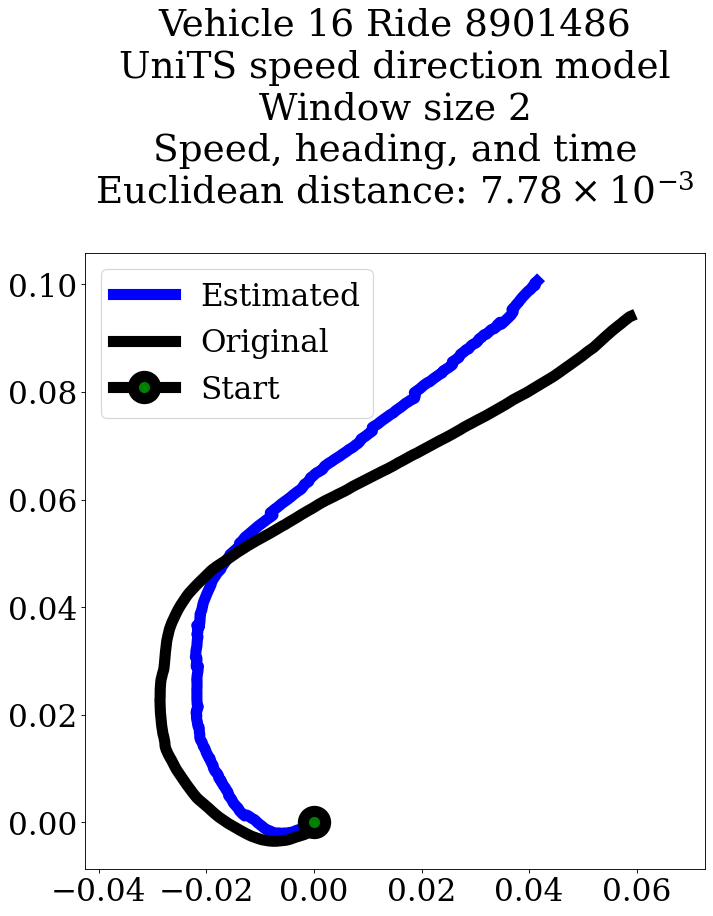 Vehicle 16 Ride 8901486
UniTS speed direction model
Window size 2
Speed, heading, and time
Euclidean distance: 7.78 × 10⁻³
Estimated
Original
Start
0.10
0.08
0.06
0.04
0.02
0.00
−0.04 −0.02 0.00 0.02 0.04 0.06